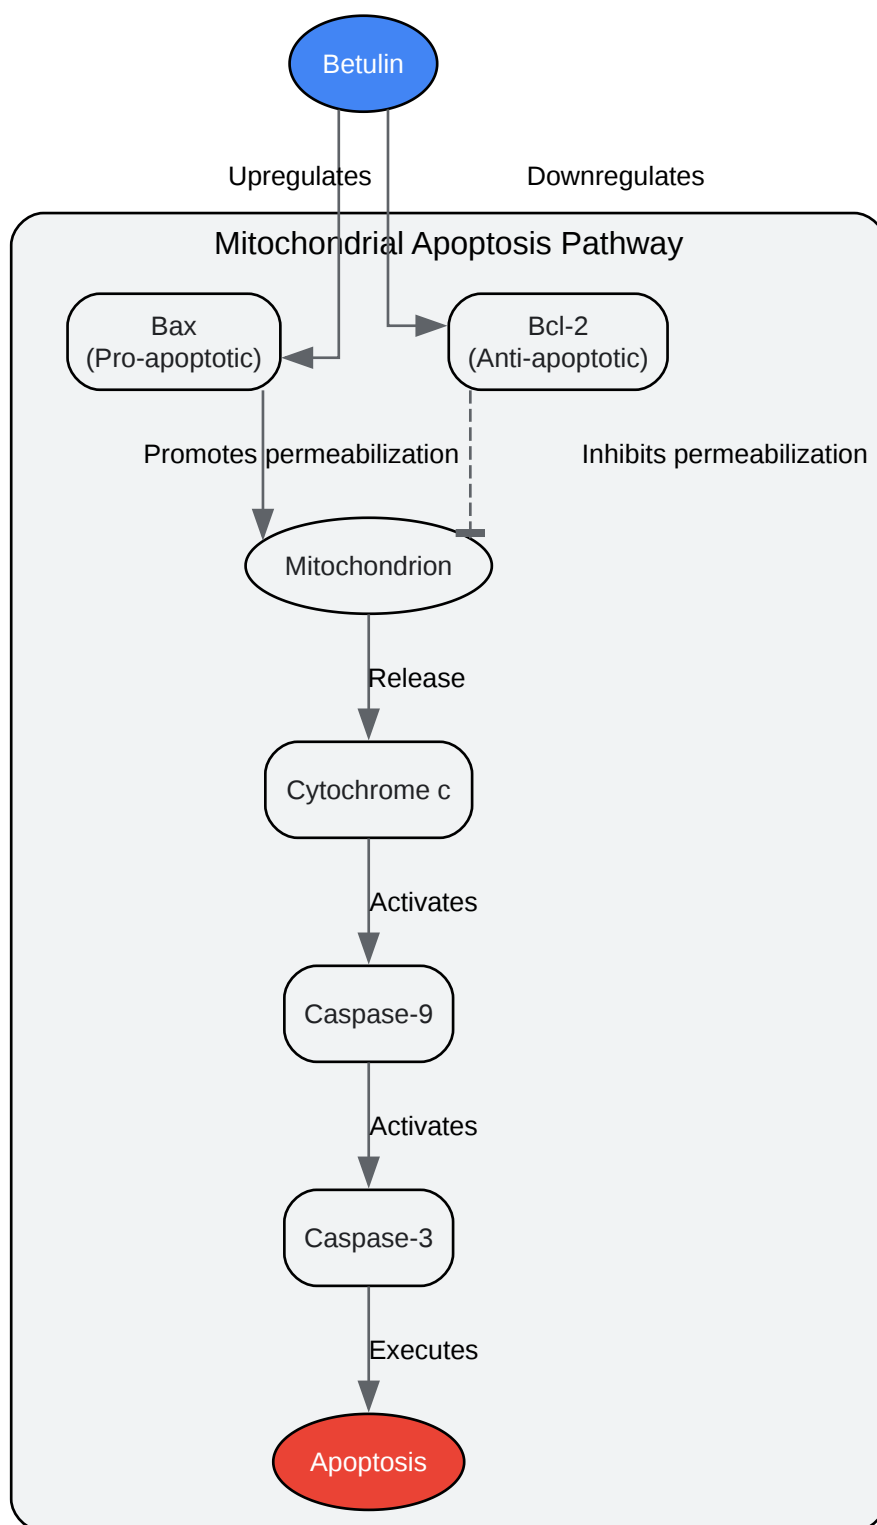 Betulin
Upregulates
Downregulates
Mitochondrial Apoptosis Pathway
Bax
(Pro-apoptotic)
Bcl-2
(Anti-apoptotic)
Promotes permeabilization
Inhibits permeabilization
Mitochondrion
Release
Cytochrome c
Activates
Caspase-9
Activates
Caspase-3
Executes
Apoptosis